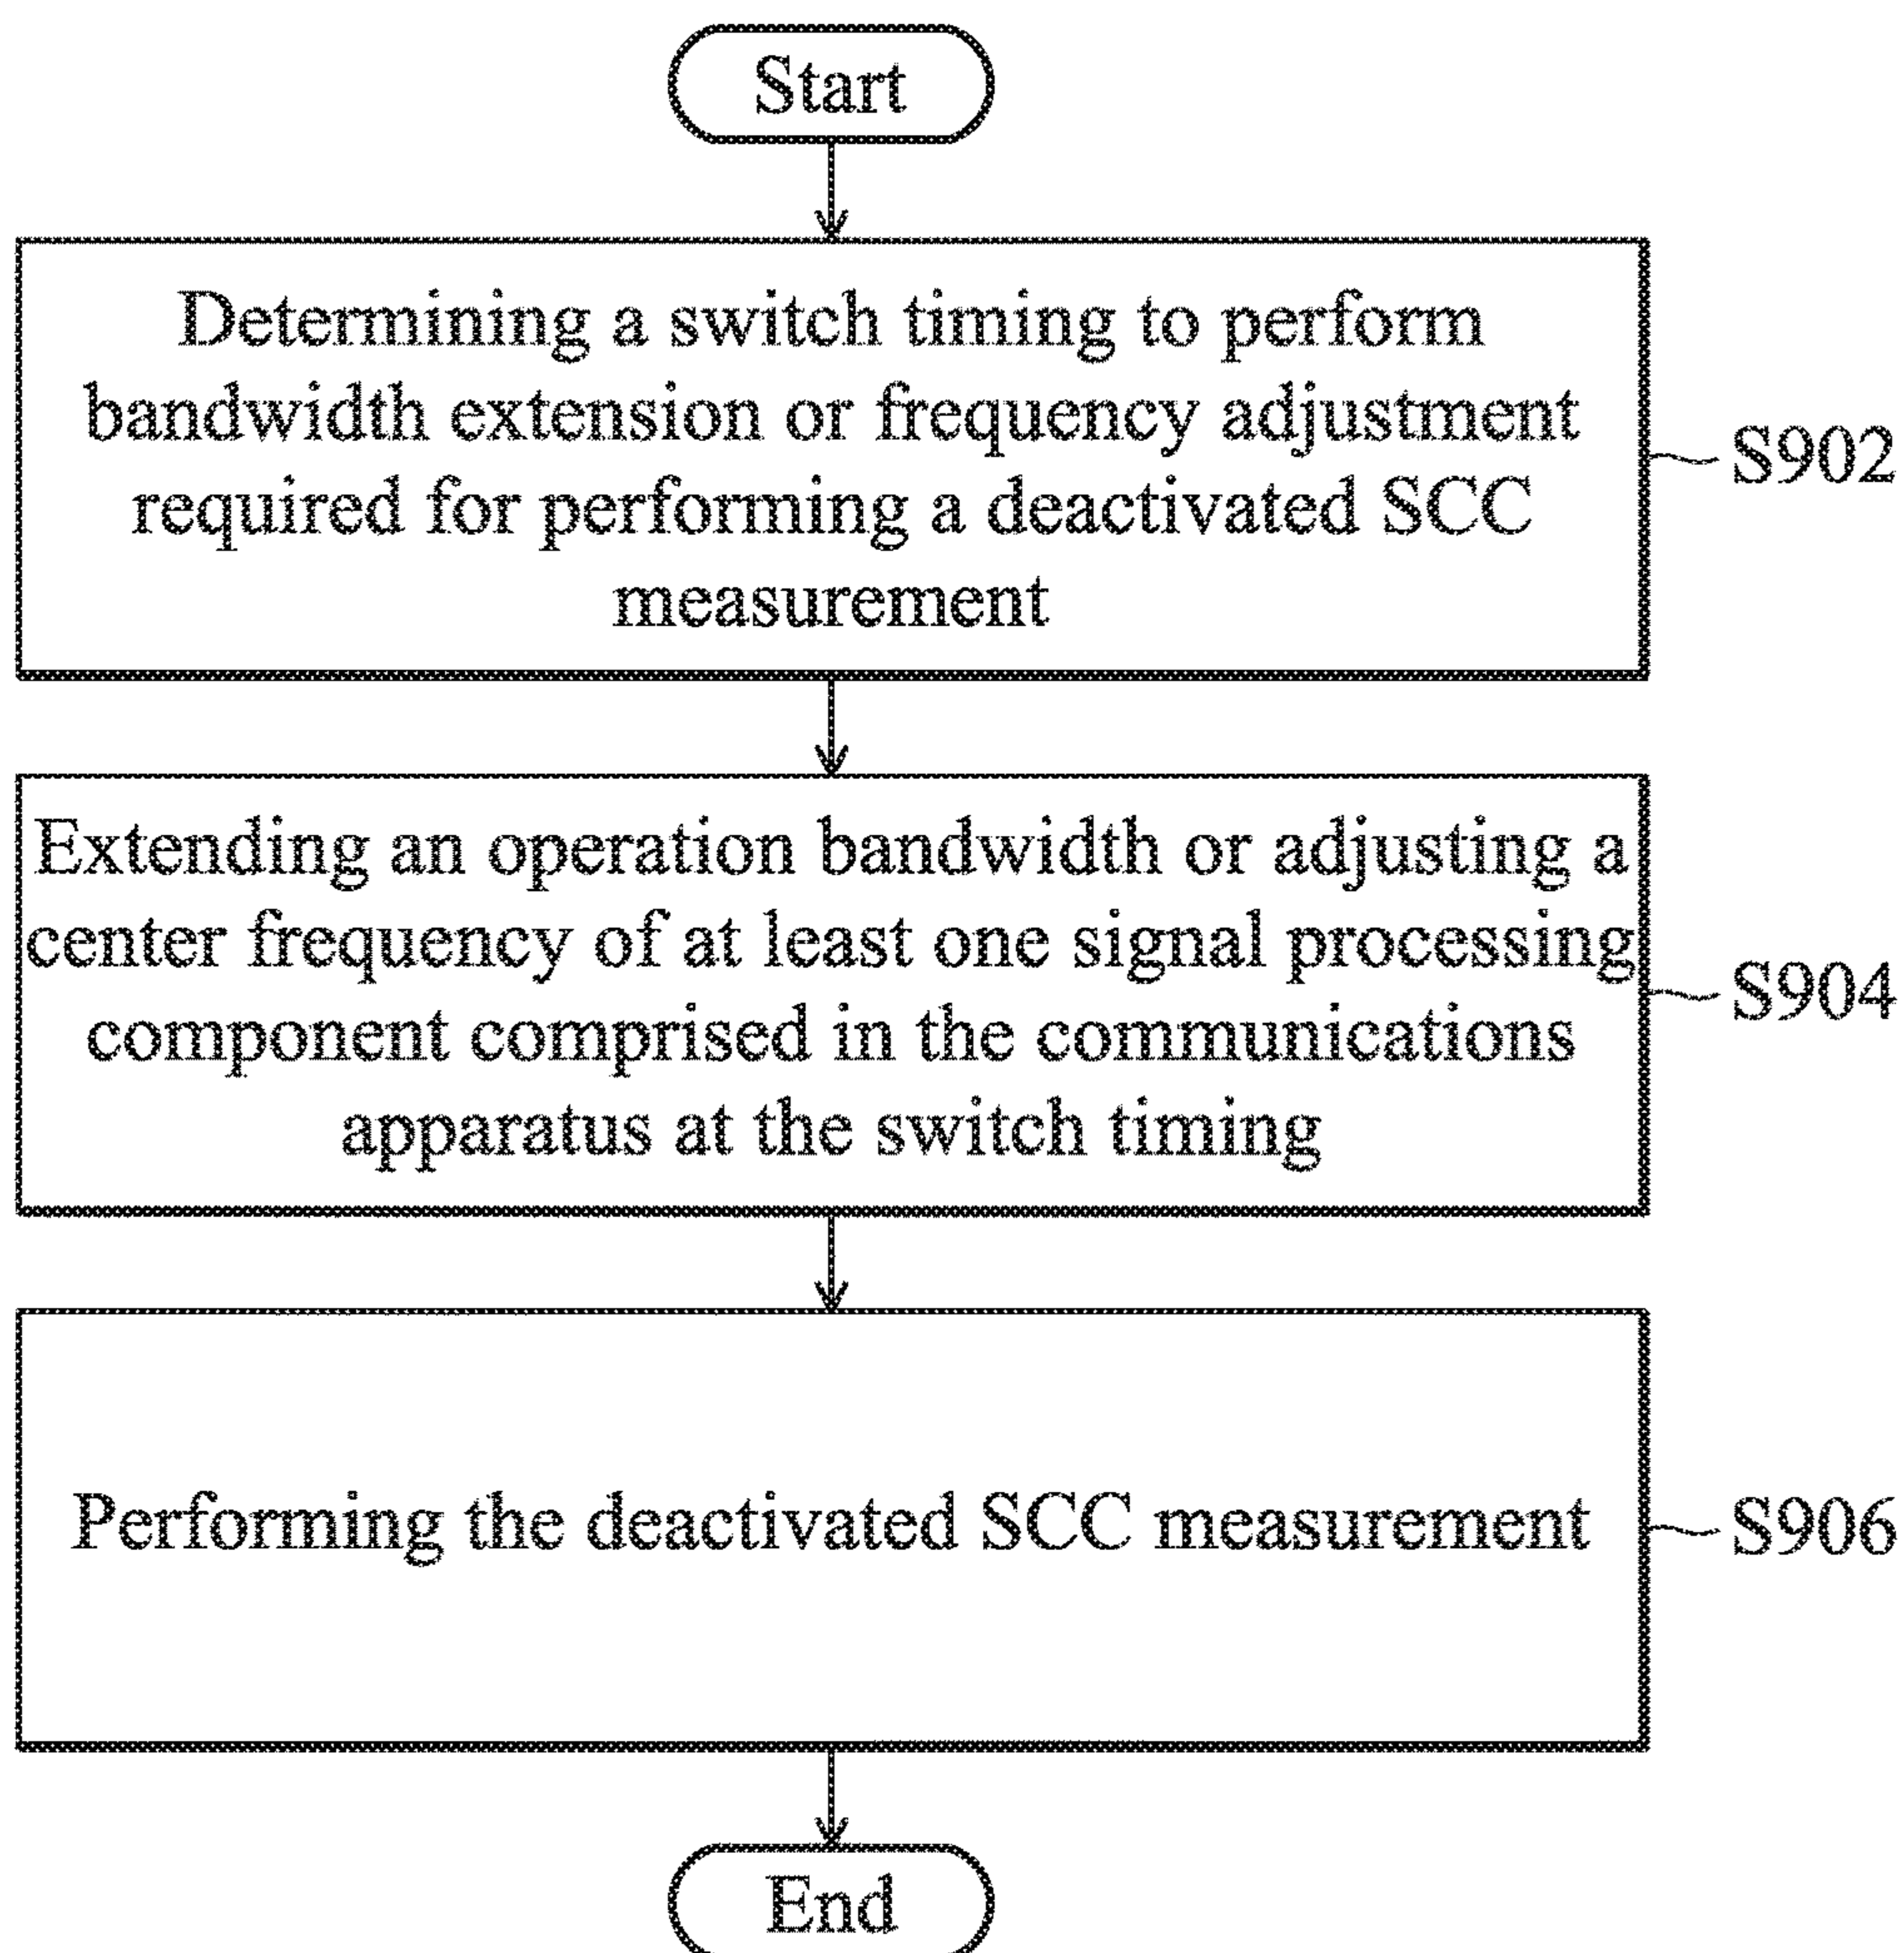 Start
Determining a switch timing to perform
bandwidth extension or frequency adjustment
required for performing a deactivated SCC
measurement
S902
Extending an operation bandwidth or adjusting a
center frequency of at least one signal processing
component comprised in the communications
apparatus at the switch timing
S904
Performing the deactivated SCC measurement
S906
End